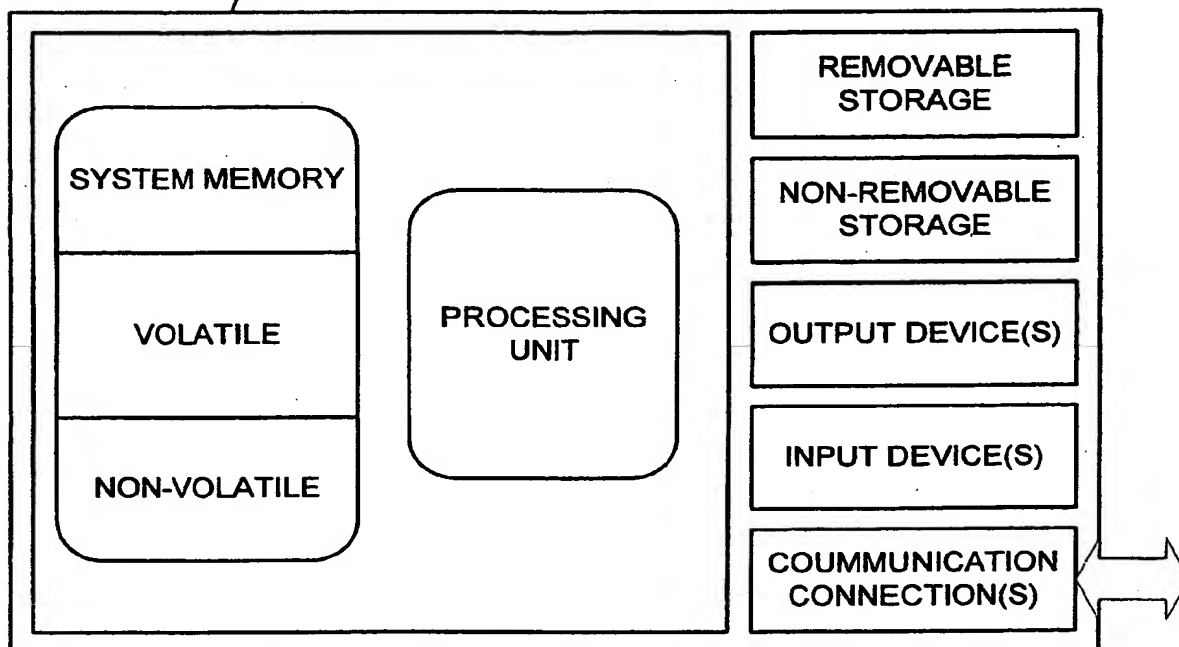 SYSTEM MEMORY
VOLATILE
NON-VOLATILE
PROCESSING
UNIT
REMOVABLE
STORAGE
NON-REMOVABLE
STORAGE
OUTPUT DEVICE(S)
INPUT DEVICE(S)
COUMMUNICATION
CONNECTION(S)